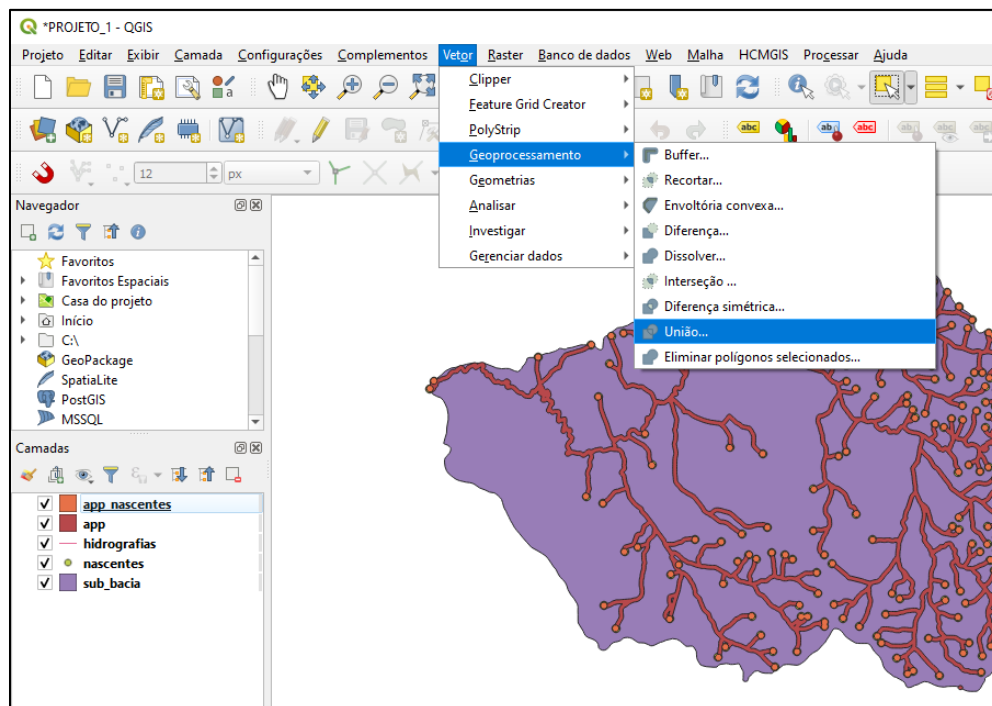 *PROJETO_1 - QGIS
Projeto Editar Exibir Camada Configurações Complementos Vetor Raster Banco de dados Web Malha HCMGIS Processar Ajuda
Clipper
Feature Grid Creator
PolyStrip
Geoprocessamento
Geometrias
Analisar
Investigar
Gerenciar dados
Buffer...
Recortar...
Envoltória convexa...
Diferença...
Dissolver...
Interseção ...
Diferença simétrica...
União...
Eliminar polígonos selecionados...
a
abc
ab
abc
ab
abc
12 px
Navegador
Favoritos
Favoritos Espaciais
Casa do projeto
Início
C:\
GeoPackage
SpatiaLite
PostGIS
MSSQL
Camadas
app_nascentes
app
hidrografias
nascentes
sub_bacia